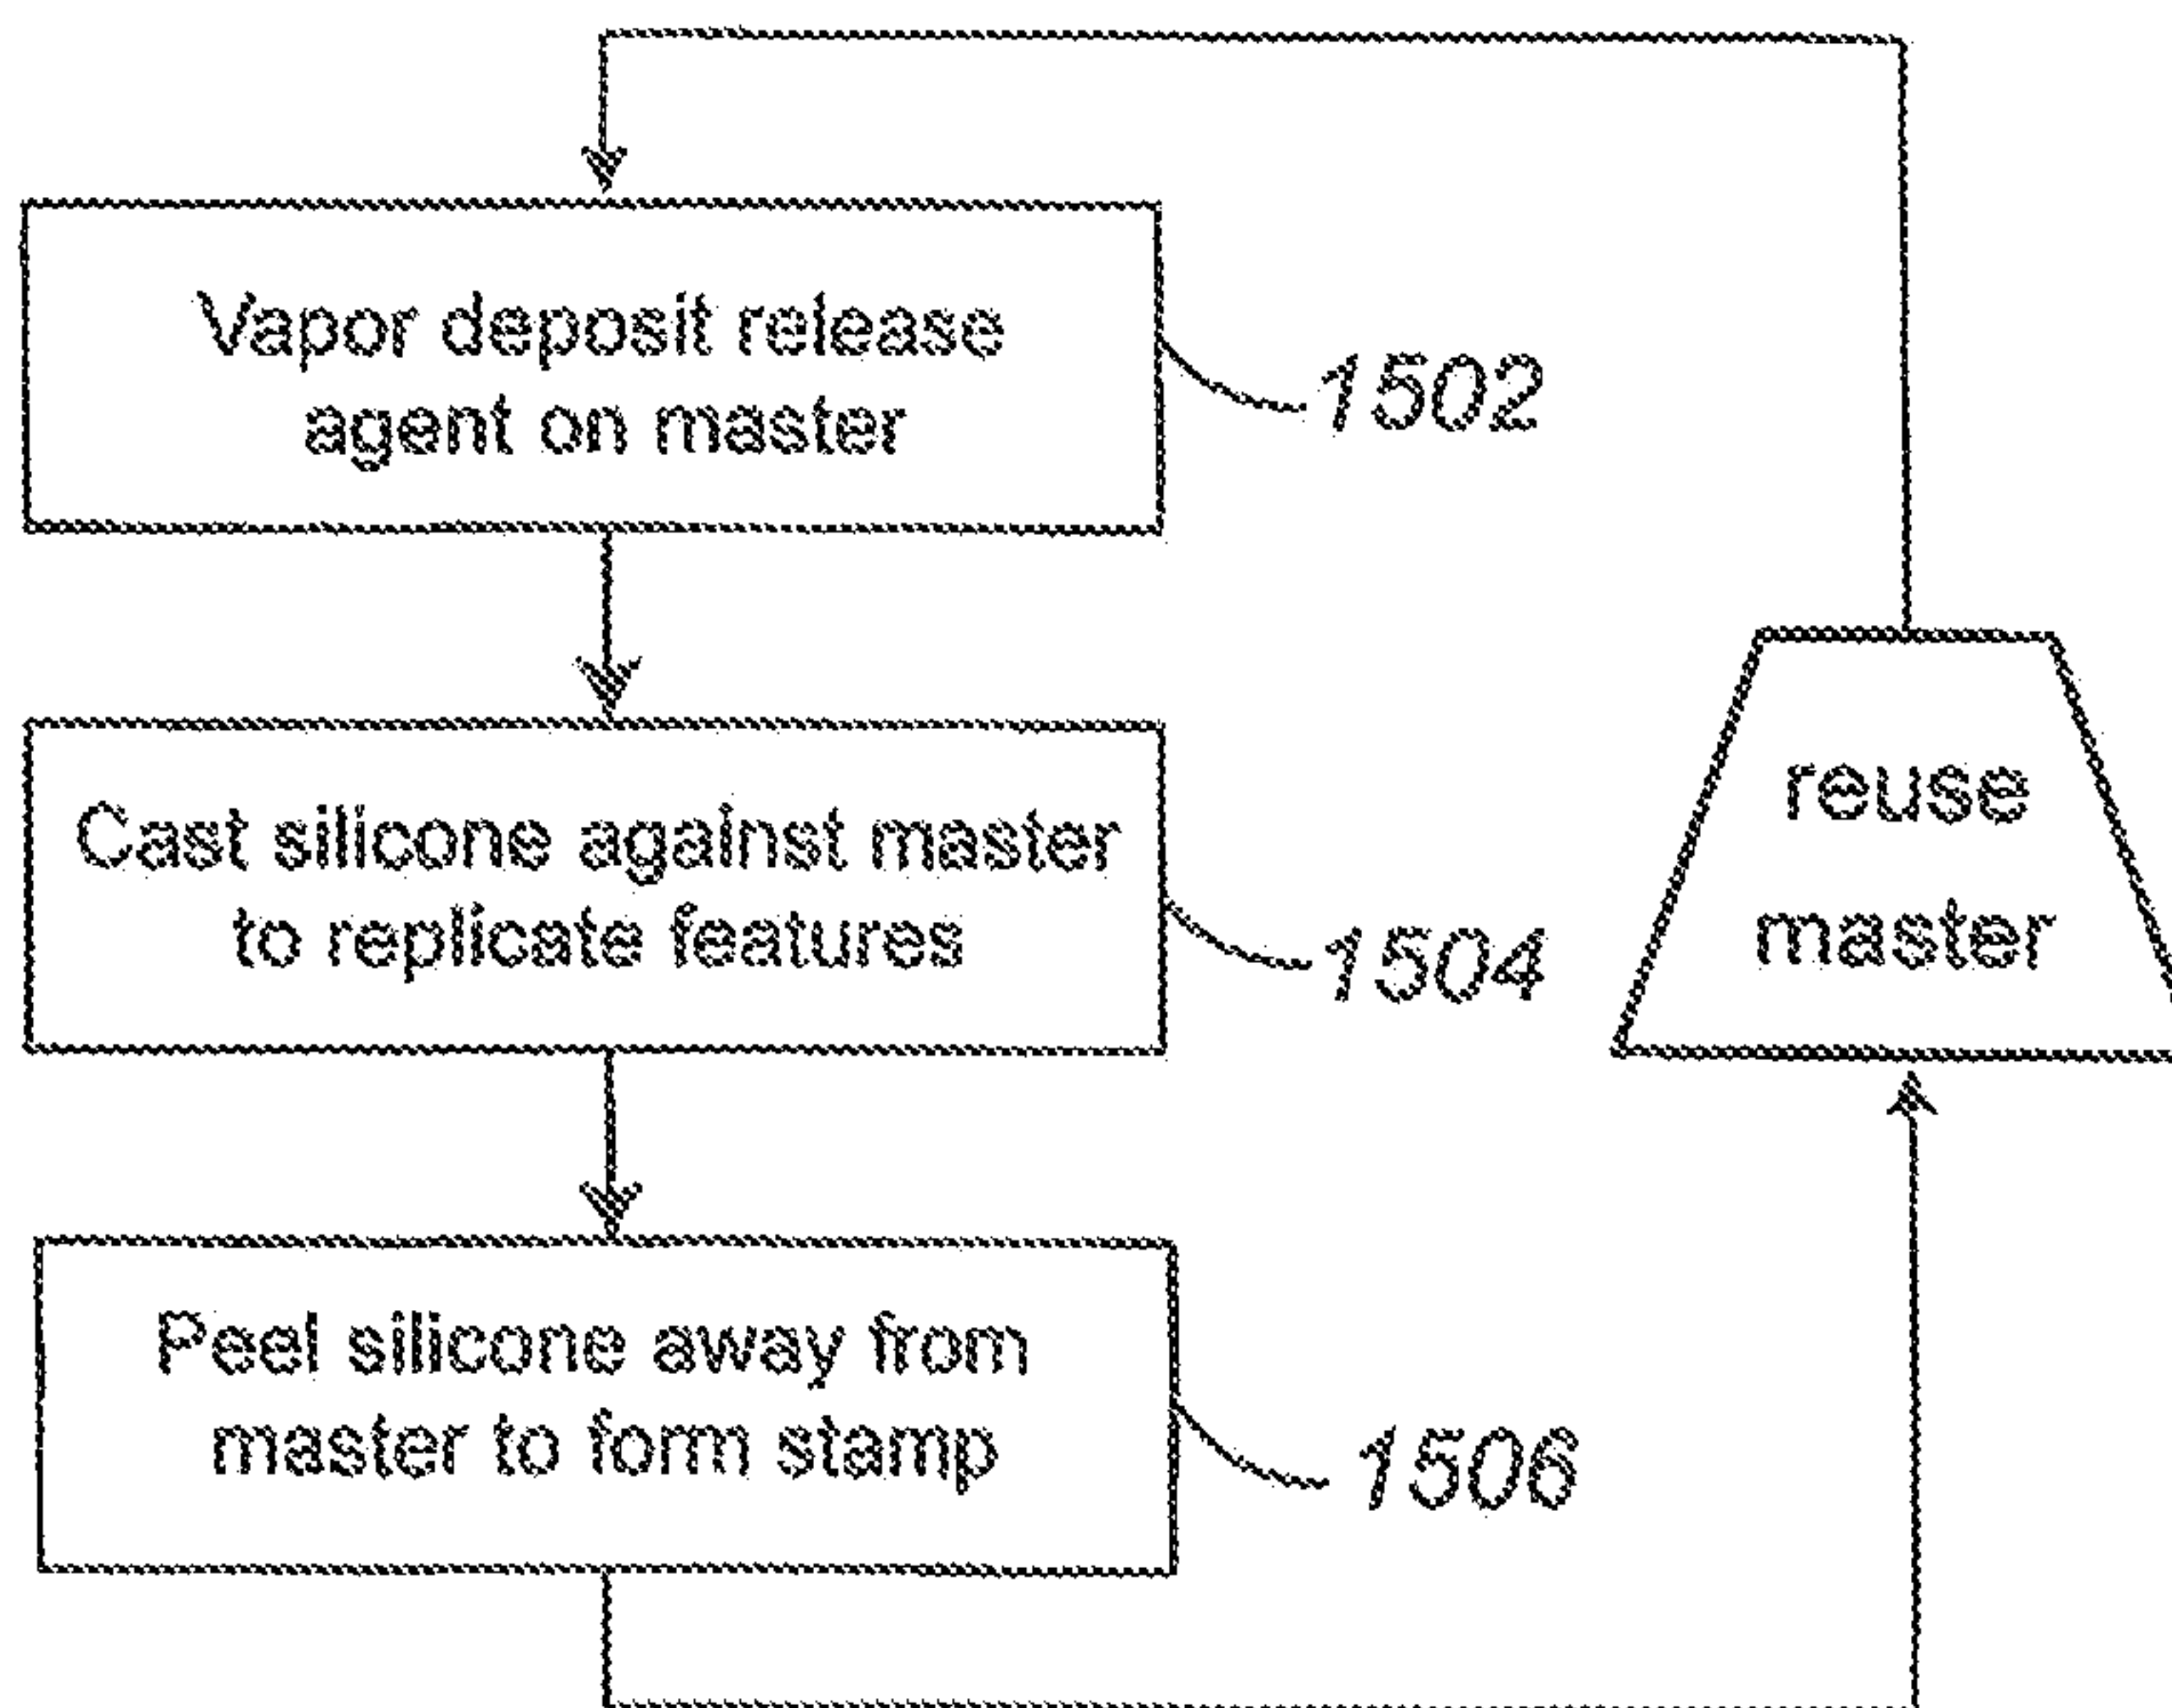 Vapor deposit release
agent on master
1502
Cast silicone against master
to replicate features
1504
reuse
master
Peel silicone away from
master to form stamp
1506